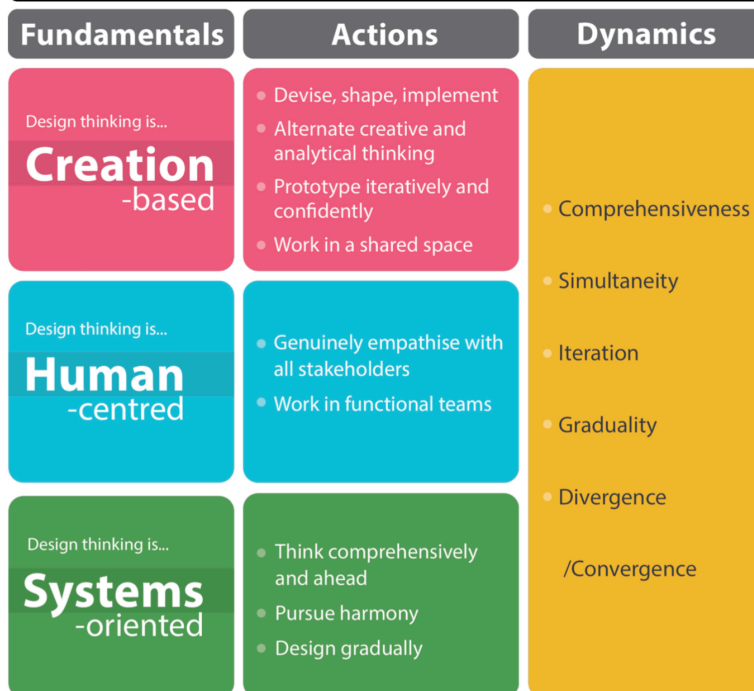 Fundamentals
Actions
Dynamics
Design thinking is...
Creation
-based
• Devise, shape, implement
• Alternate creative and
analytical thinking
• Prototype iteratively and
confidently
• Work in a shared space
Design thinking is...
Human
-centred
• Genuinely empathise with
all stakeholders
• Work in functional teams
Design thinking is...
Systems
-oriented
• Think comprehensively
and ahead
• Pursue harmony
• Design gradually
• Comprehensiveness
• Simultaneity
• Iteration
• Graduality
• Divergence
/Convergence